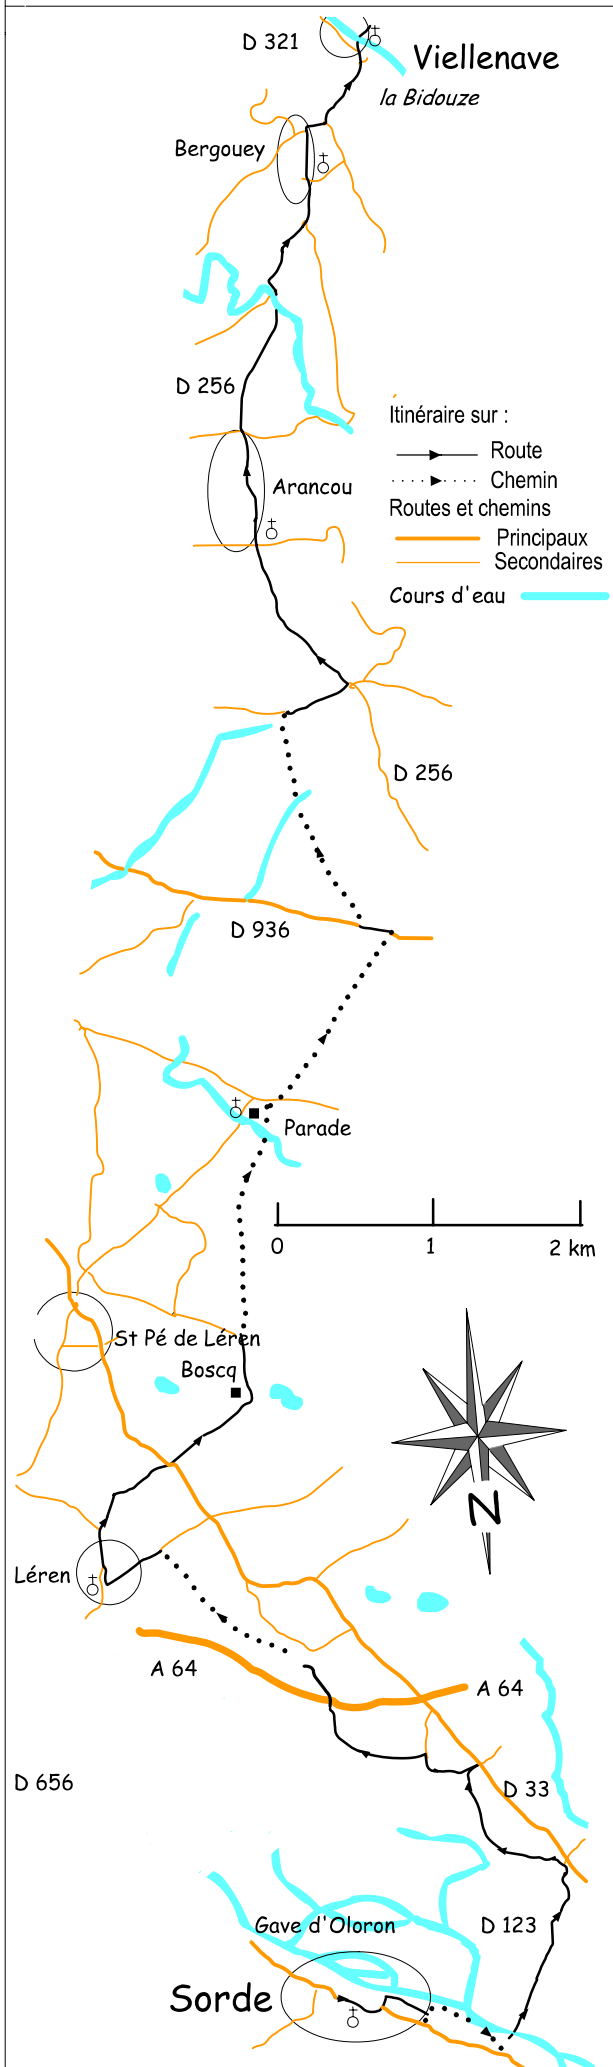 D 321
Viellenave
la Bidouze
Bergouey
D 256
Itinéraire sur :
Route
Chemin
Routes et chemins
Principaux
Secondaires
Cours d'eau
Arancou
D 256
D 936
Parade
0 1 2 km
St Pé de Léren
Boscq
N
Léren
A 64
A 64
D 656
D 33
Gave d'Oloron
D 123
Sorde